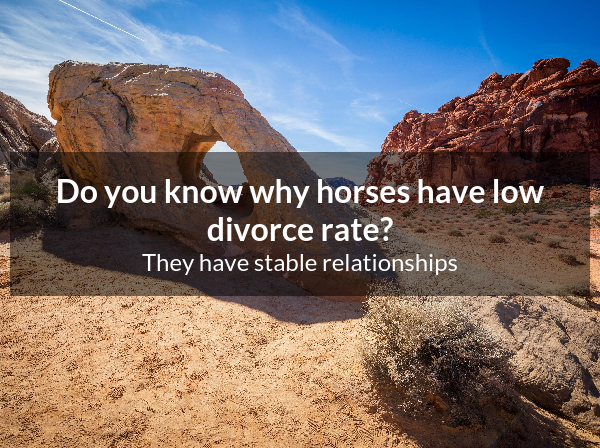 Do you know why horses have low
divorce rate?
They have stable relationships